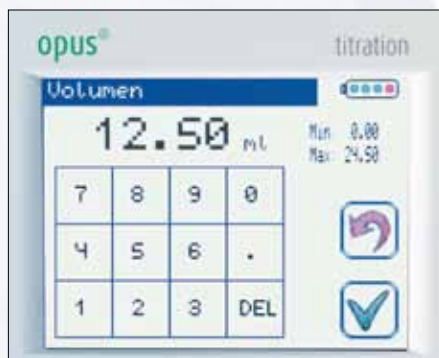 opus® titration
Volumen
12.50 ml
Min 0.00
Max 24.50
7 8 9 0
4 5 6 .
1 2 3 DEL